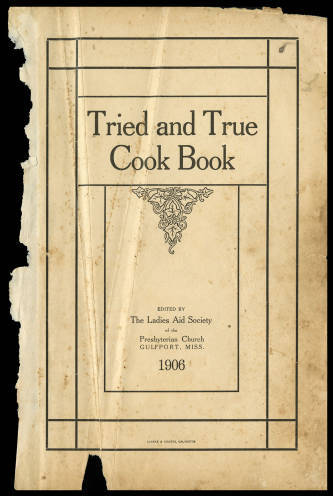 Tried and True
Cook Book
EDITED BY
The Ladies Aid Society
of the
Presbyterian Church
GULFPORT, MISS.
1906